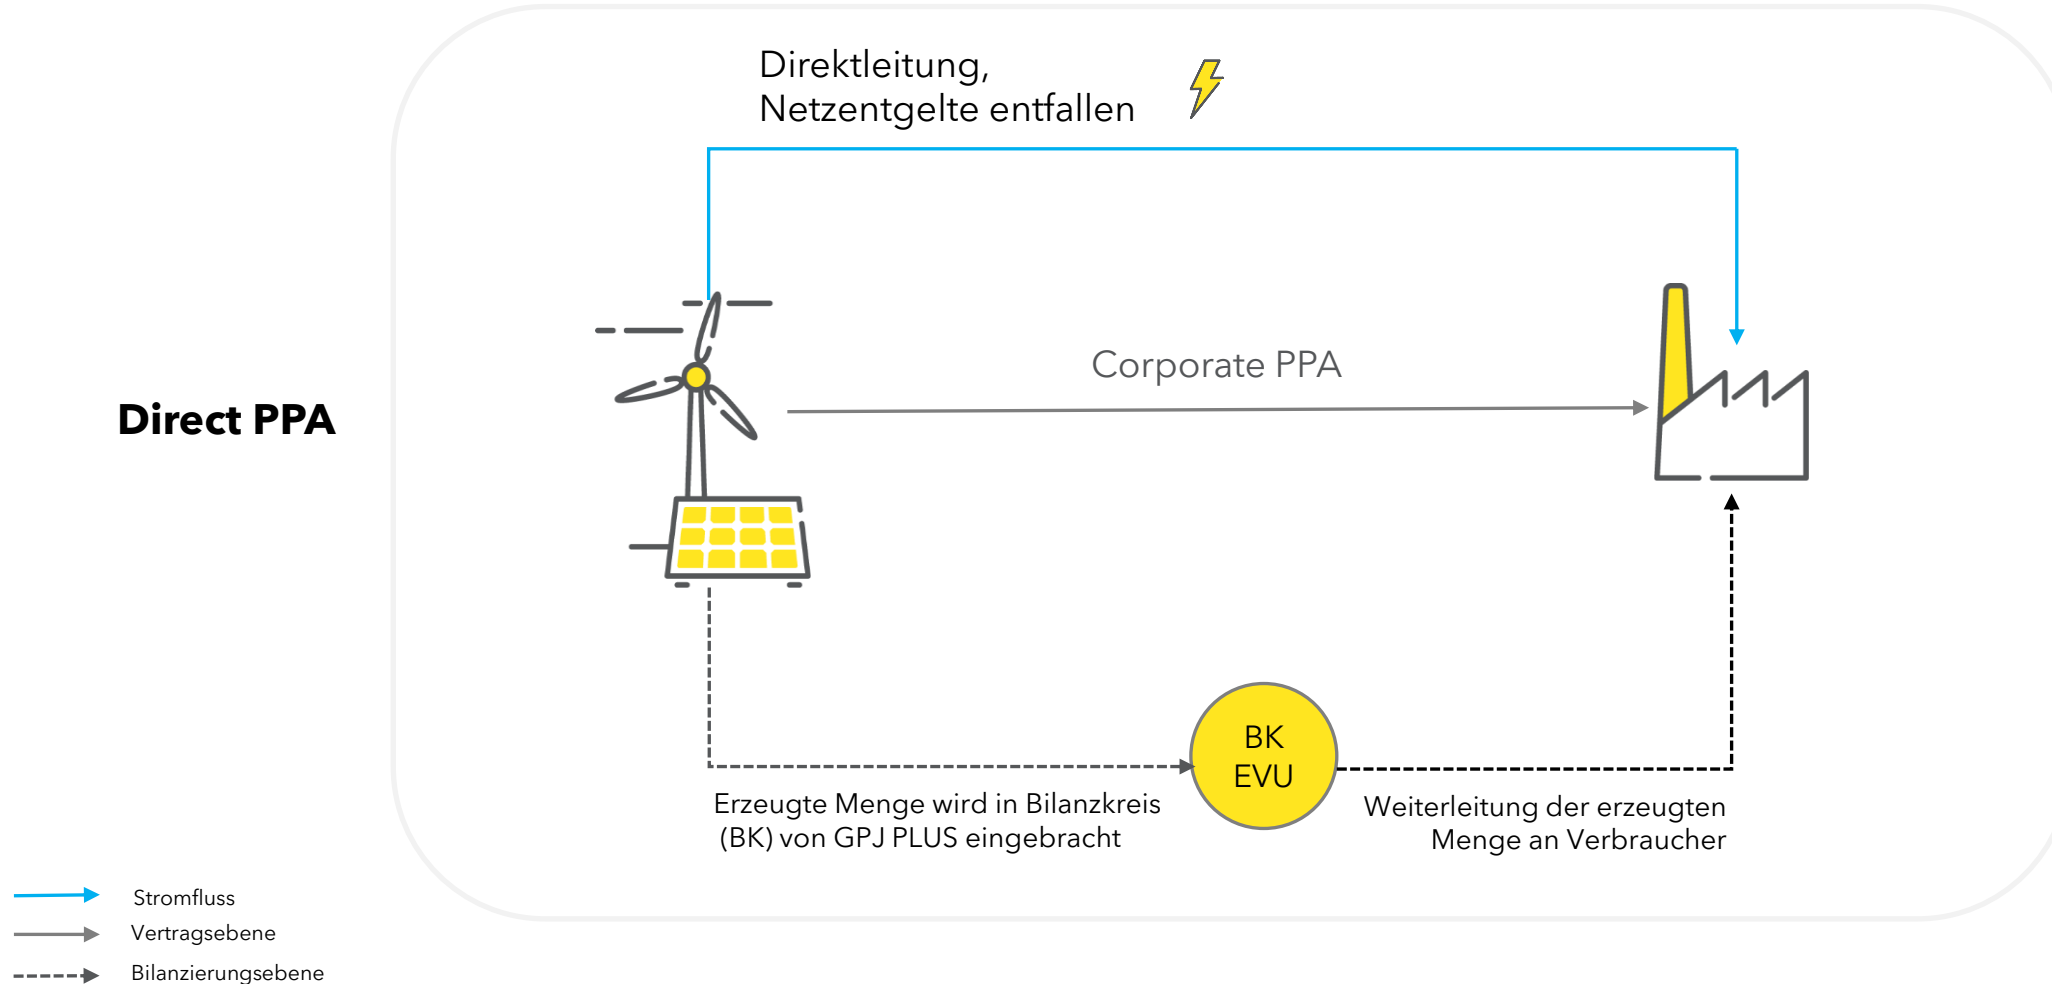 Direktleitung,
Netzentgelte entfallen
Corporate PPA
Direct PPA
BK
EVU
Erzeugte Menge wird in Bilanzkreis
(BK) von GPJ PLUS eingebracht
Weiterleitung der erzeugten
Menge an Verbraucher
Stromfluss
Vertragsebene
Bilanzierungsebene